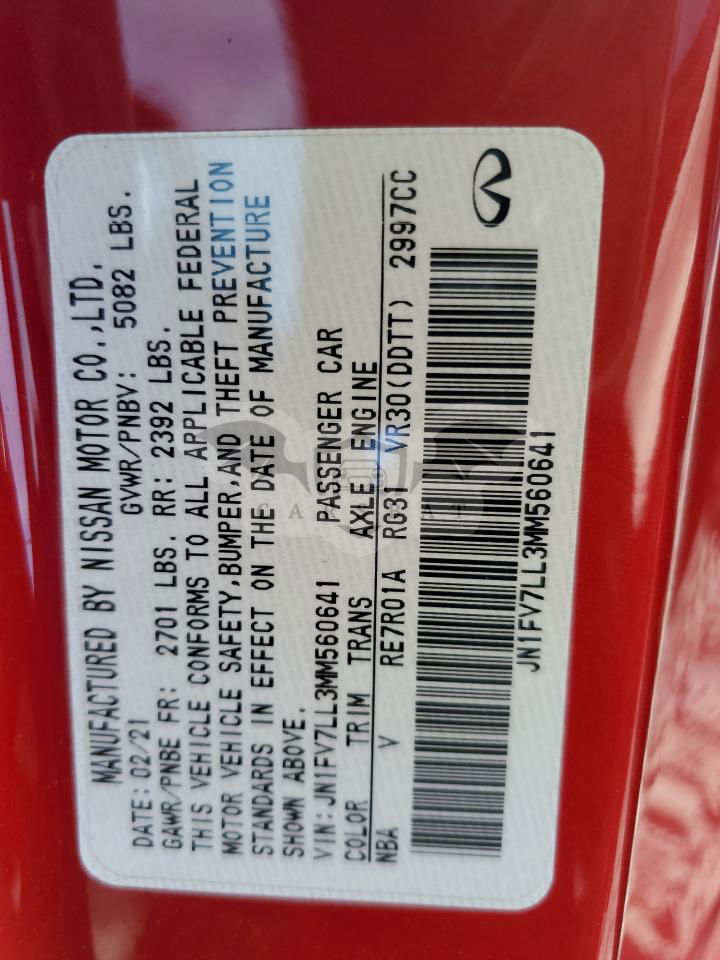 MANUFACTURED BY NISSAN MOTOR CO.,LTD.
DATE: 02/21 GVWR/PNBV: 5082 LBS.
GAWR/PNBE FR: 2701 LBS. RR: 2392 LBS.
THIS VEHICLE CONFORMS TO ALL APPLICABLE FEDERAL
MOTOR VEHICLE SAFETY,BUMPER,AND THEFT PREVENTION
STANDARDS IN EFFECT ON THE DATE OF MANUFACTURE
SHOWN ABOVE.
VIN:JN1FV7LL3MM560641 PASSENGER CAR
COLOR TRIM TRANS AXLE ENGINE
NBA V RE7R01A RG31 VR30(DDTT) 2997CC
JN1FV7LL3MM560641